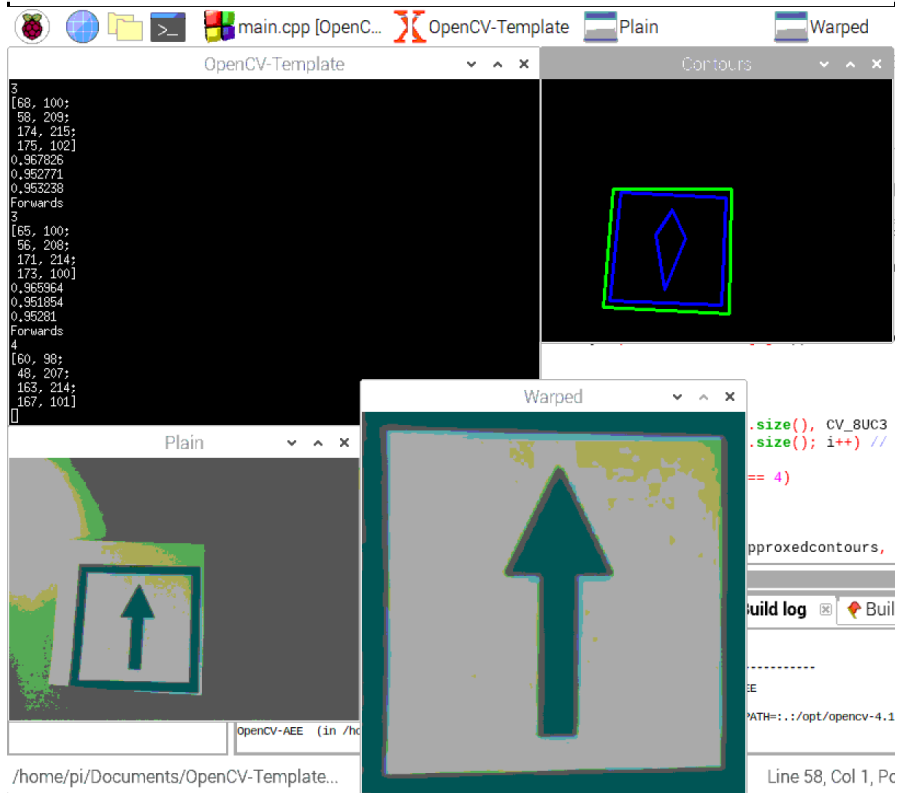 main.cpp [OpenC... OpenCV-Template Plain Warped
OpenCV-Template
3
[68, 100;
58, 209;
174, 215;
175, 102]
0.967826
0.952771
0.953238
Forwards
3
[65, 100;
56, 208;
171, 214;
173, 100]
0.965964
0.951854
0.95281
Forwards
4
[60, 98;
48, 207;
163, 214;
167, 101]
Contours
Plain
Warped
.size(), CV_8UC3
.size(); i++) //
== 4)
pproxedcontours,
Build log Buil
-----------
EE
PATH=:.:/opt/opencv-4.1
OpenCV-AEE (in /ho
/home/pi/Documents/OpenCV-Template... Line 58, Col 1, Po